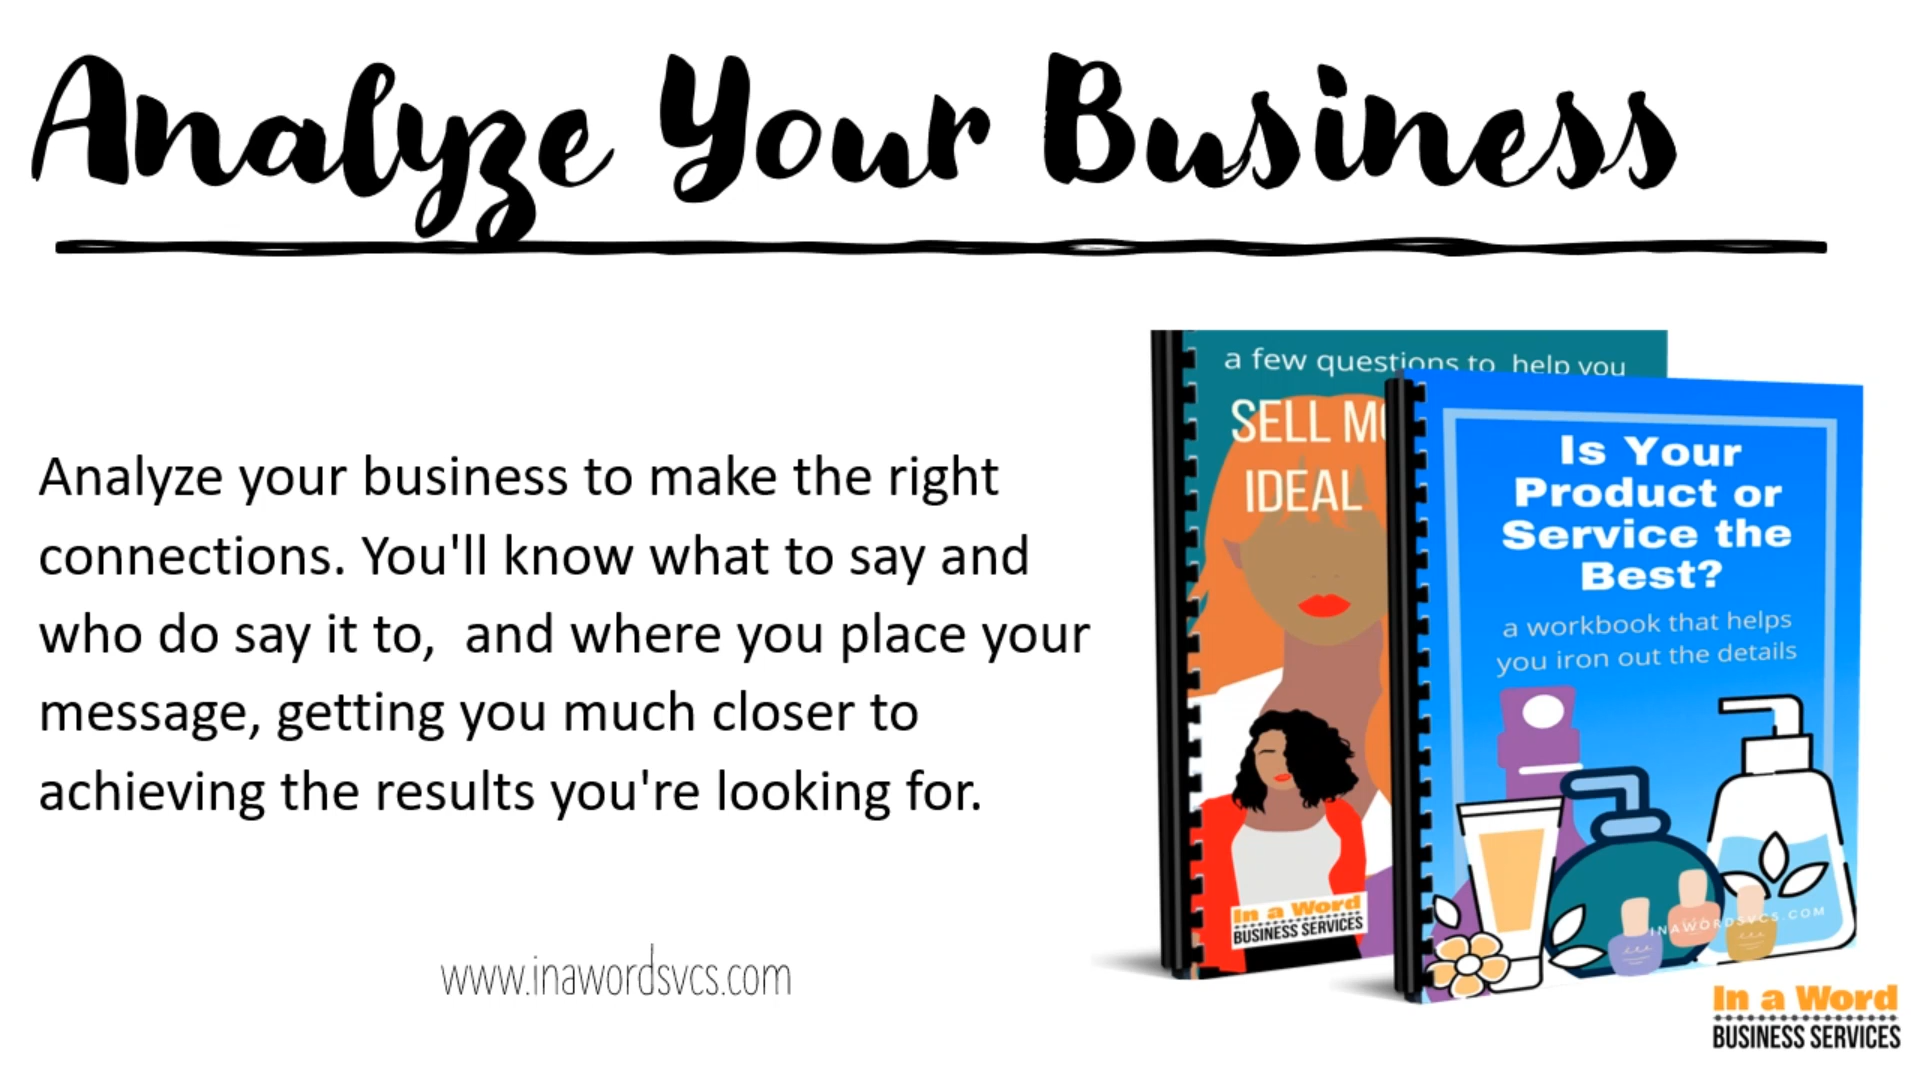 Analyze Your Business
Analyze your business to make the right
connections. You'll know what to say and
who do say it to,  and where you place your
message, getting you much closer to
achieving the results you're looking for.
www.inawordsvcs.com
a few questions to  help you
SELL
IDEAL
In a Word
BUSINESS SERVICES
Is Your
Product or
Service the
Best?
a workbook that helps
you iron out the details
INAWORDSVCS.COM
In a Word
BUSINESS SERVICES